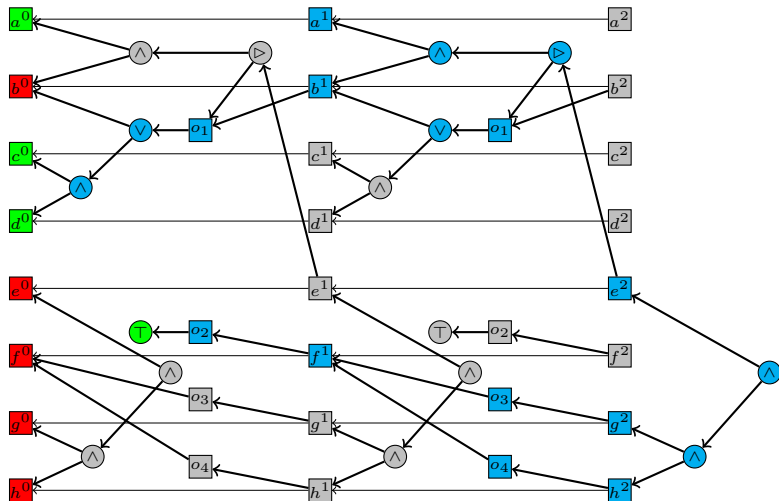 a⁰ a¹ a²
∧ ▷ ∧ ▷
b⁰ b¹ b²
∨ o₁ ∨ o₁
c⁰ c¹ c²
∧ ∧
d⁰ d¹ d²
e⁰ e¹ e²
⊤ o₂ ⊤ o₂
f⁰ f¹ f²
∧ ∧ ∧
o₃ o₃
g⁰ g¹ g²
∧ ∧ ∧
o₄ o₄
h⁰ h¹ h²